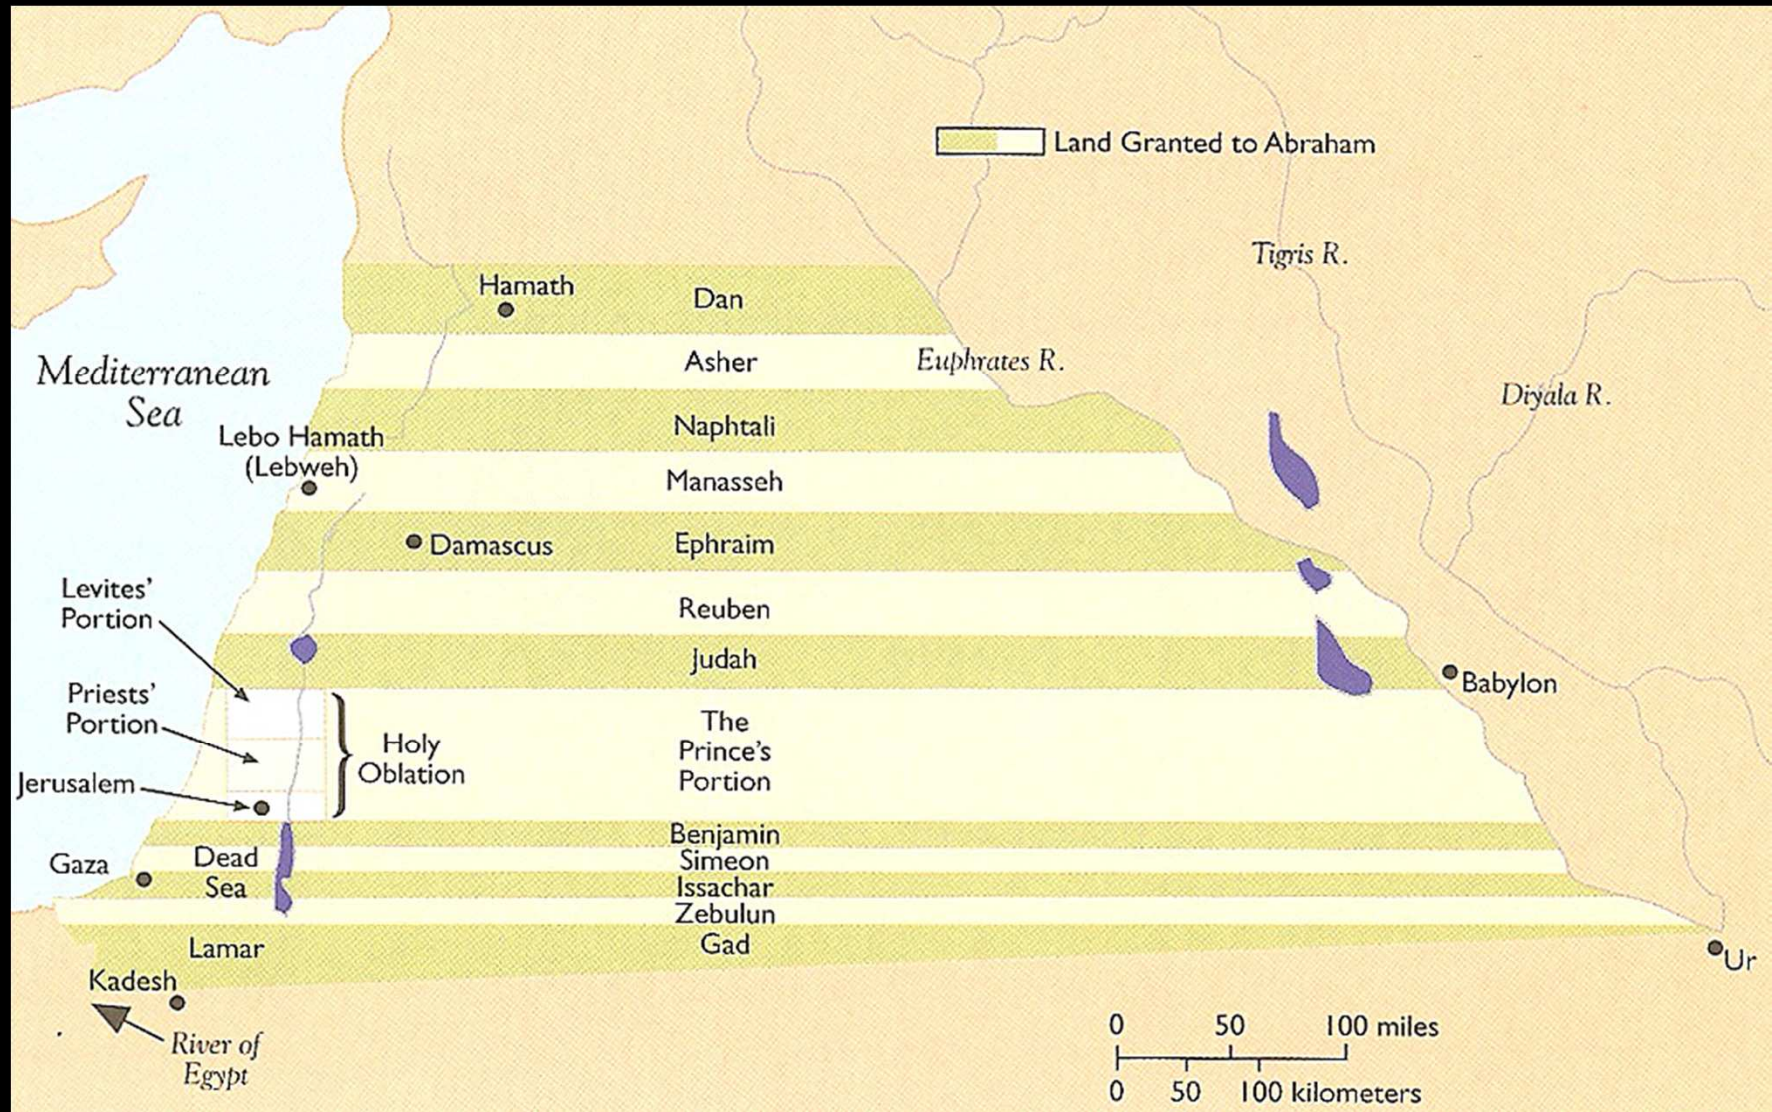 Land Granted to Abraham
Tigris R.
Hamath
Dan
Mediterranean
Sea
Asher
Euphrates R.
Diyala R.
Naphtali
Lebo Hamath
(Lebweh)
Manasseh
Damascus
Ephraim
Levites'
Portion
Reuben
Judah
Babylon
Priests'
Portion
Holy
Oblation
The
Prince's
Portion
Jerusalem
Benjamin
Gaza
Dead
Sea
Simeon
Issachar
Zebulun
Lamar
Gad
Ur
Kadesh
River of
Egypt
0 50 100 miles
0 50 100 kilometers